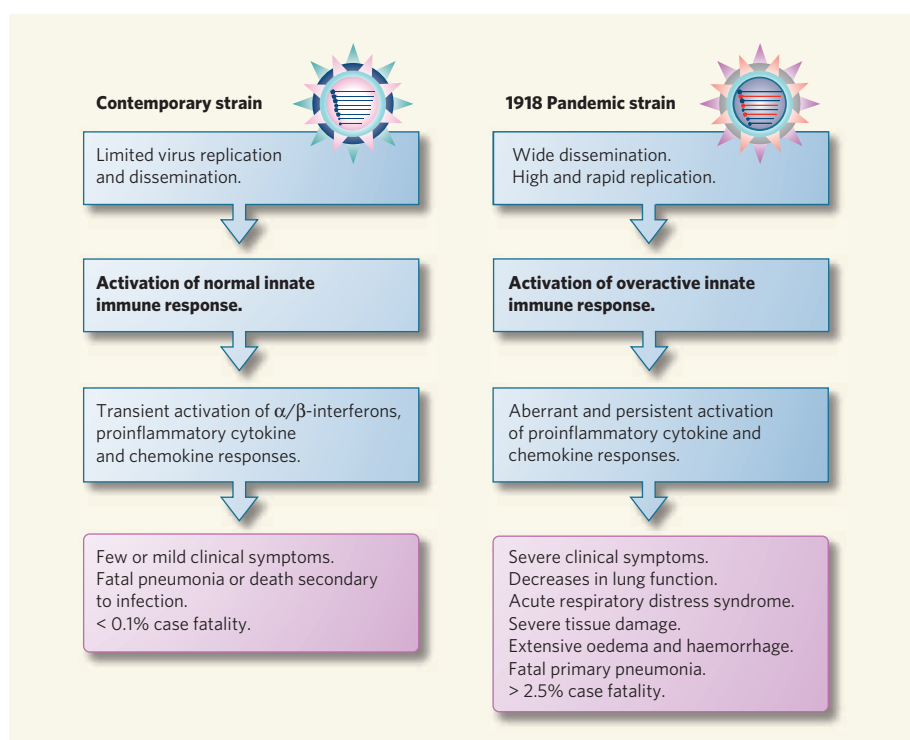 Contemporary strain
Limited virus replication
and dissemination.
Activation of normal innate
immune response.
Transient activation of α/β-interferons,
proinflammatory cytokine
and chemokine responses.
Few or mild clinical symptoms.
Fatal pneumonia or death secondary
to infection.
< 0.1% case fatality.
1918 Pandemic strain
Wide dissemination.
High and rapid replication.
Activation of overactive innate
immune response.
Aberrant and persistent activation
of proinflammatory cytokine and
chemokine responses.
Severe clinical symptoms.
Decreases in lung function.
Acute respiratory distress syndrome.
Severe tissue damage.
Extensive oedema and haemorrhage.
Fatal primary pneumonia.
> 2.5% case fatality.